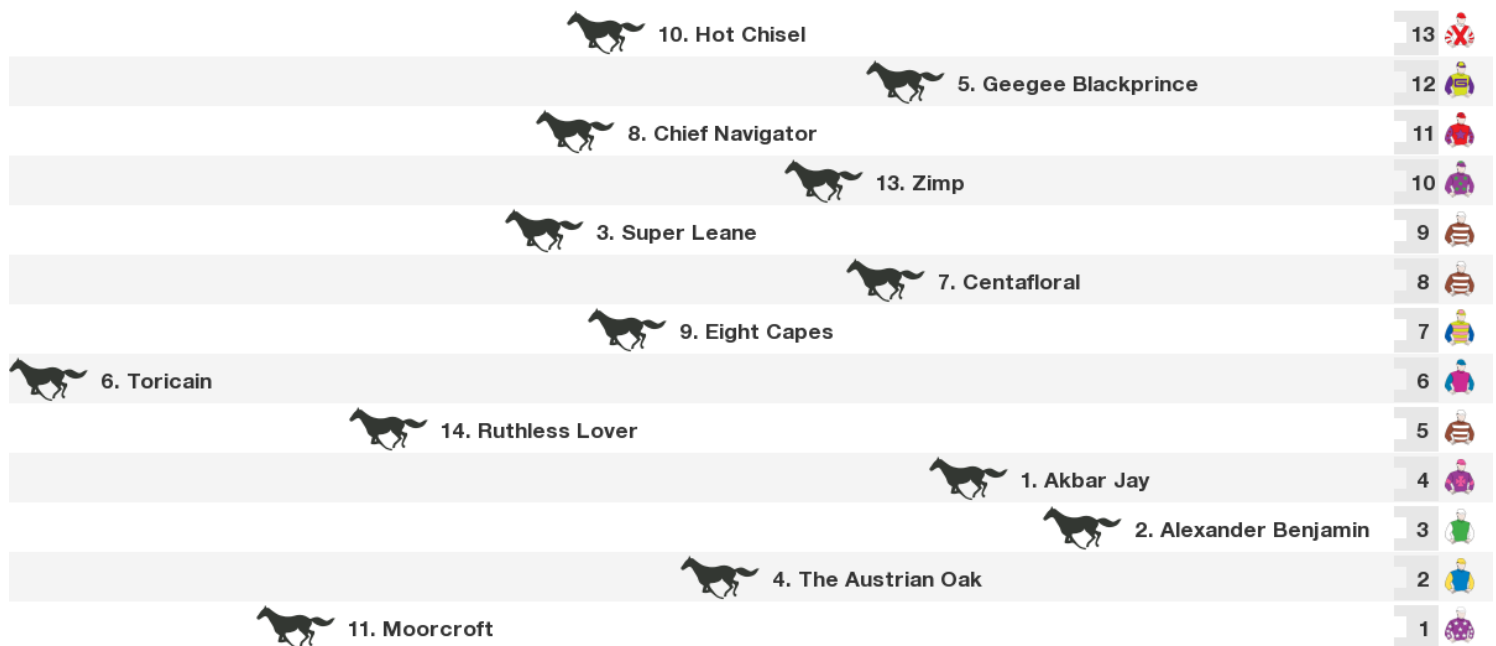 10. Hot Chisel 13
5. Geegee Blackprince 12
8. Chief Navigator 11
13. Zimp 10
3. Super Leane 9
7. Centafloral 8
9. Eight Capes 7
6. Toricain 6
14. Ruthless Lover 5
1. Akbar Jay 4
2. Alexander Benjamin 3
4. The Austrian Oak 2
11. Moorcroft 1